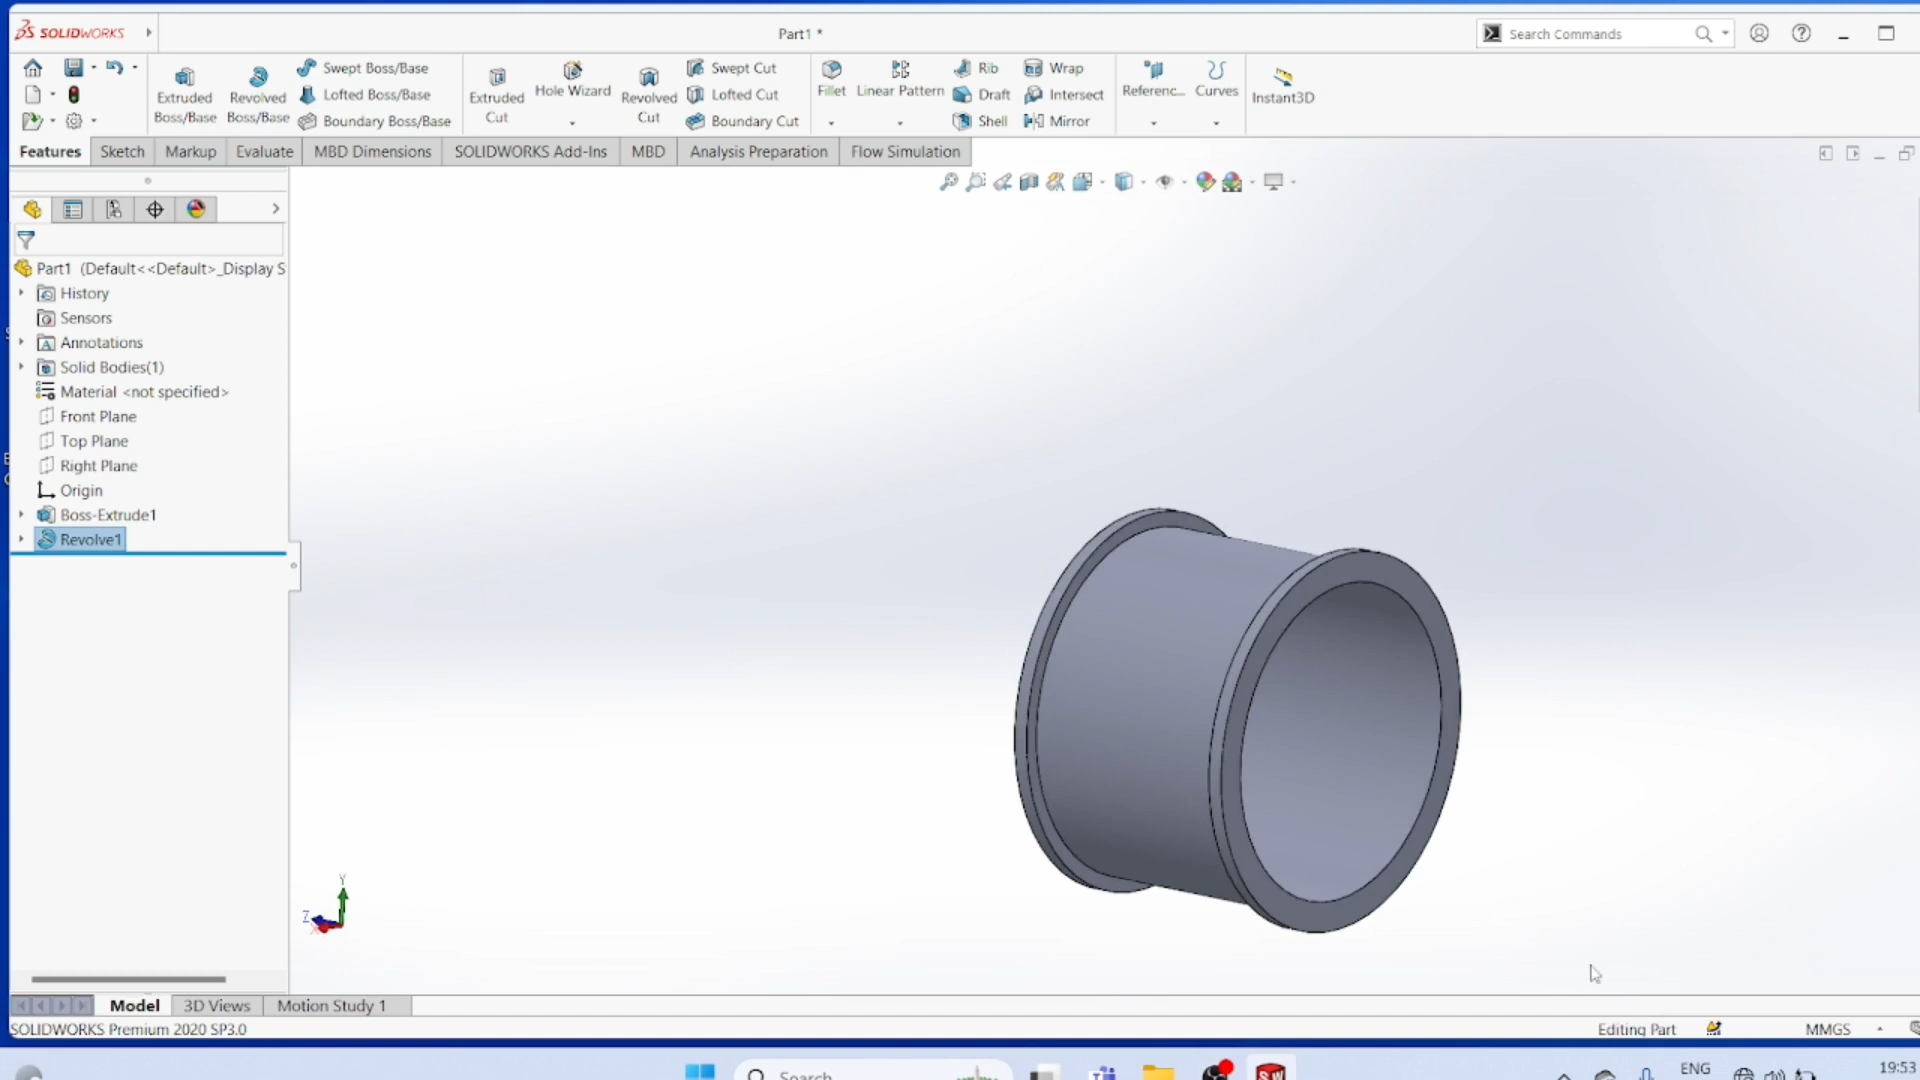 SOLIDWORKS
Part1 *
Search Commands
Extruded Boss/Base
Revolved Boss/Base
Swept Boss/Base
Lofted Boss/Base
Boundary Boss/Base
Extruded Cut
Hole Wizard
Revolved Cut
Swept Cut
Lofted Cut
Boundary Cut
Fillet
Linear Pattern
Rib
Draft
Shell
Wrap
Intersect
Mirror
Referenc...
Curves
Instant3D
Features
Sketch
Markup
Evaluate
MBD Dimensions
SOLIDWORKS Add-Ins
MBD
Analysis Preparation
Flow Simulation
Part1 (Default<<Default>_Display S
History
Sensors
Annotations
Solid Bodies(1)
Material <not specified>
Front Plane
Top Plane
Right Plane
Origin
Boss-Extrude1
Revolve1
Y
Z
X
Model
3D Views
Motion Study 1
SOLIDWORKS Premium 2020 SP3.0
Editing Part
MMGS
Search
ENG
19:53